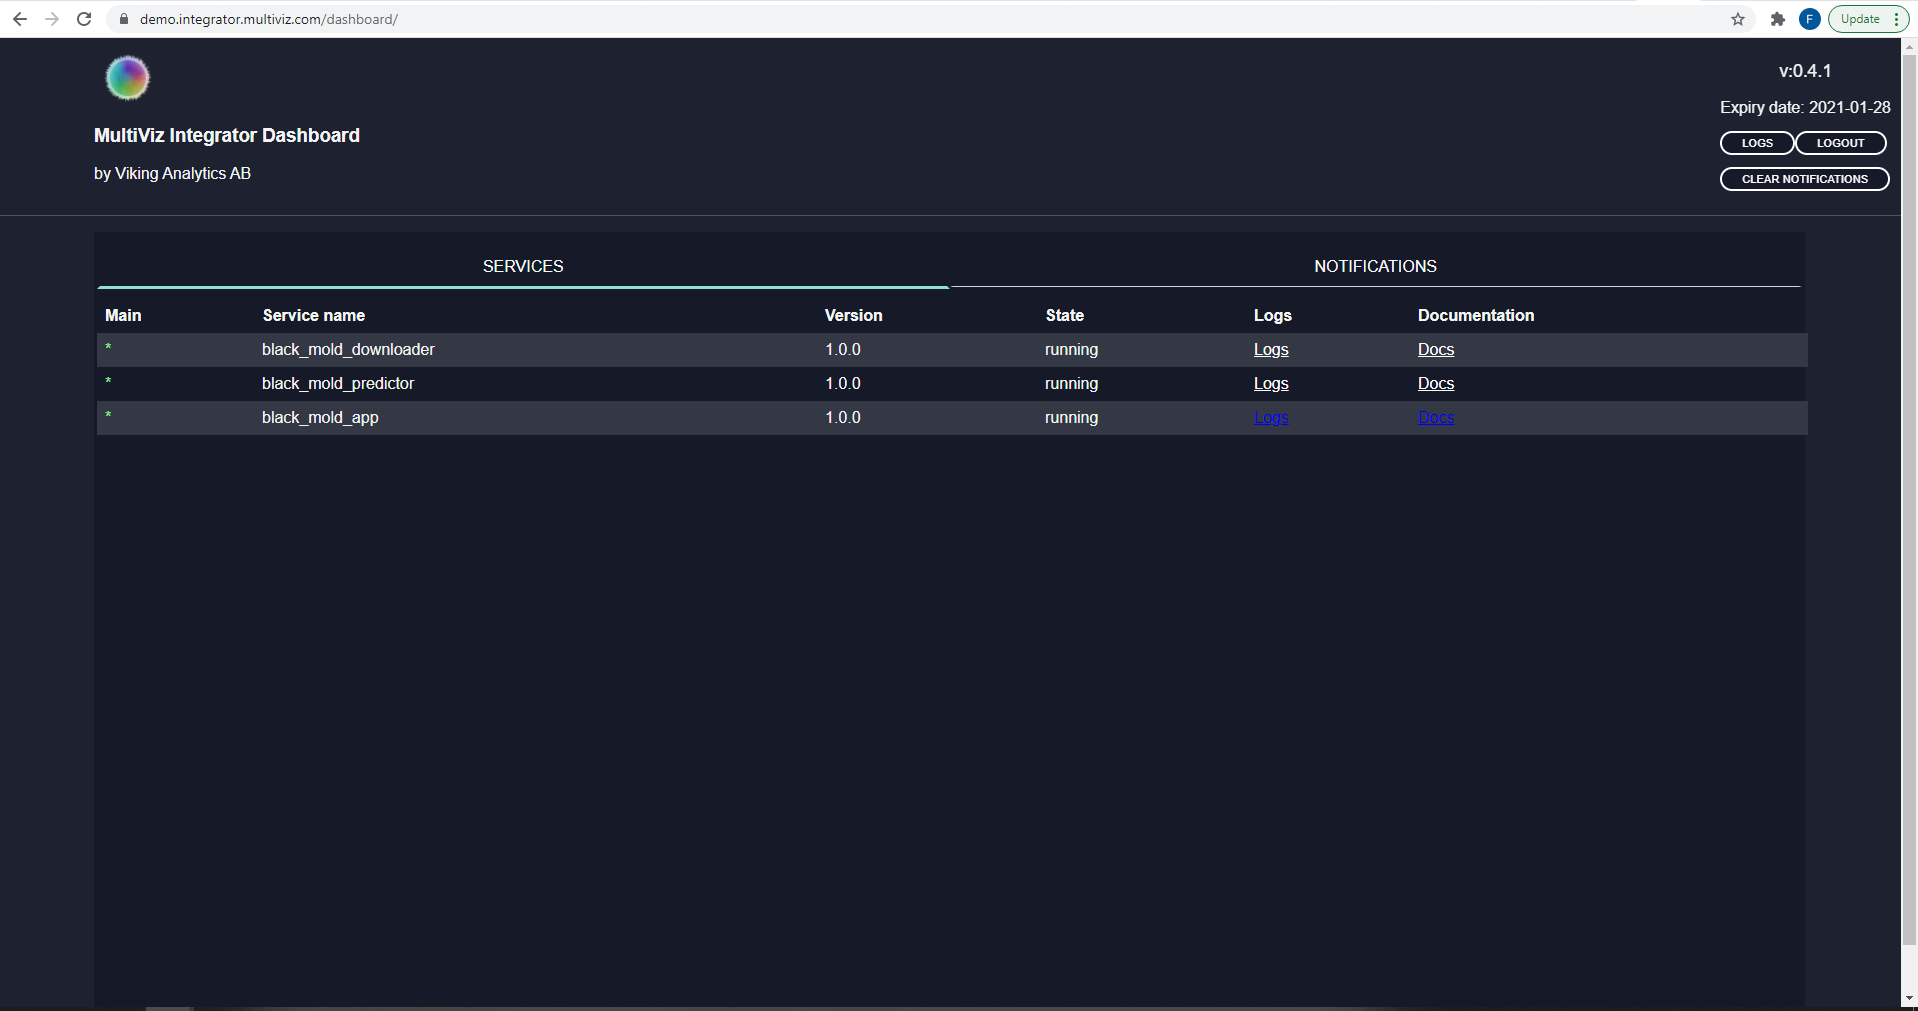 demo.integrator.multiviz.com/dashboard/
F
Update
v:0.4.1
Expiry date: 2021-01-28
LOGS LOGOUT
CLEAR NOTIFICATIONS
MultiViz Integrator Dashboard
by Viking Analytics AB
SERVICES NOTIFICATIONS
Main Service name Version State Logs Documentation
* black_mold_downloader 1.0.0 running Logs Docs
* black_mold_predictor 1.0.0 running Logs Docs
* black_mold_app 1.0.0 running Logs Docs